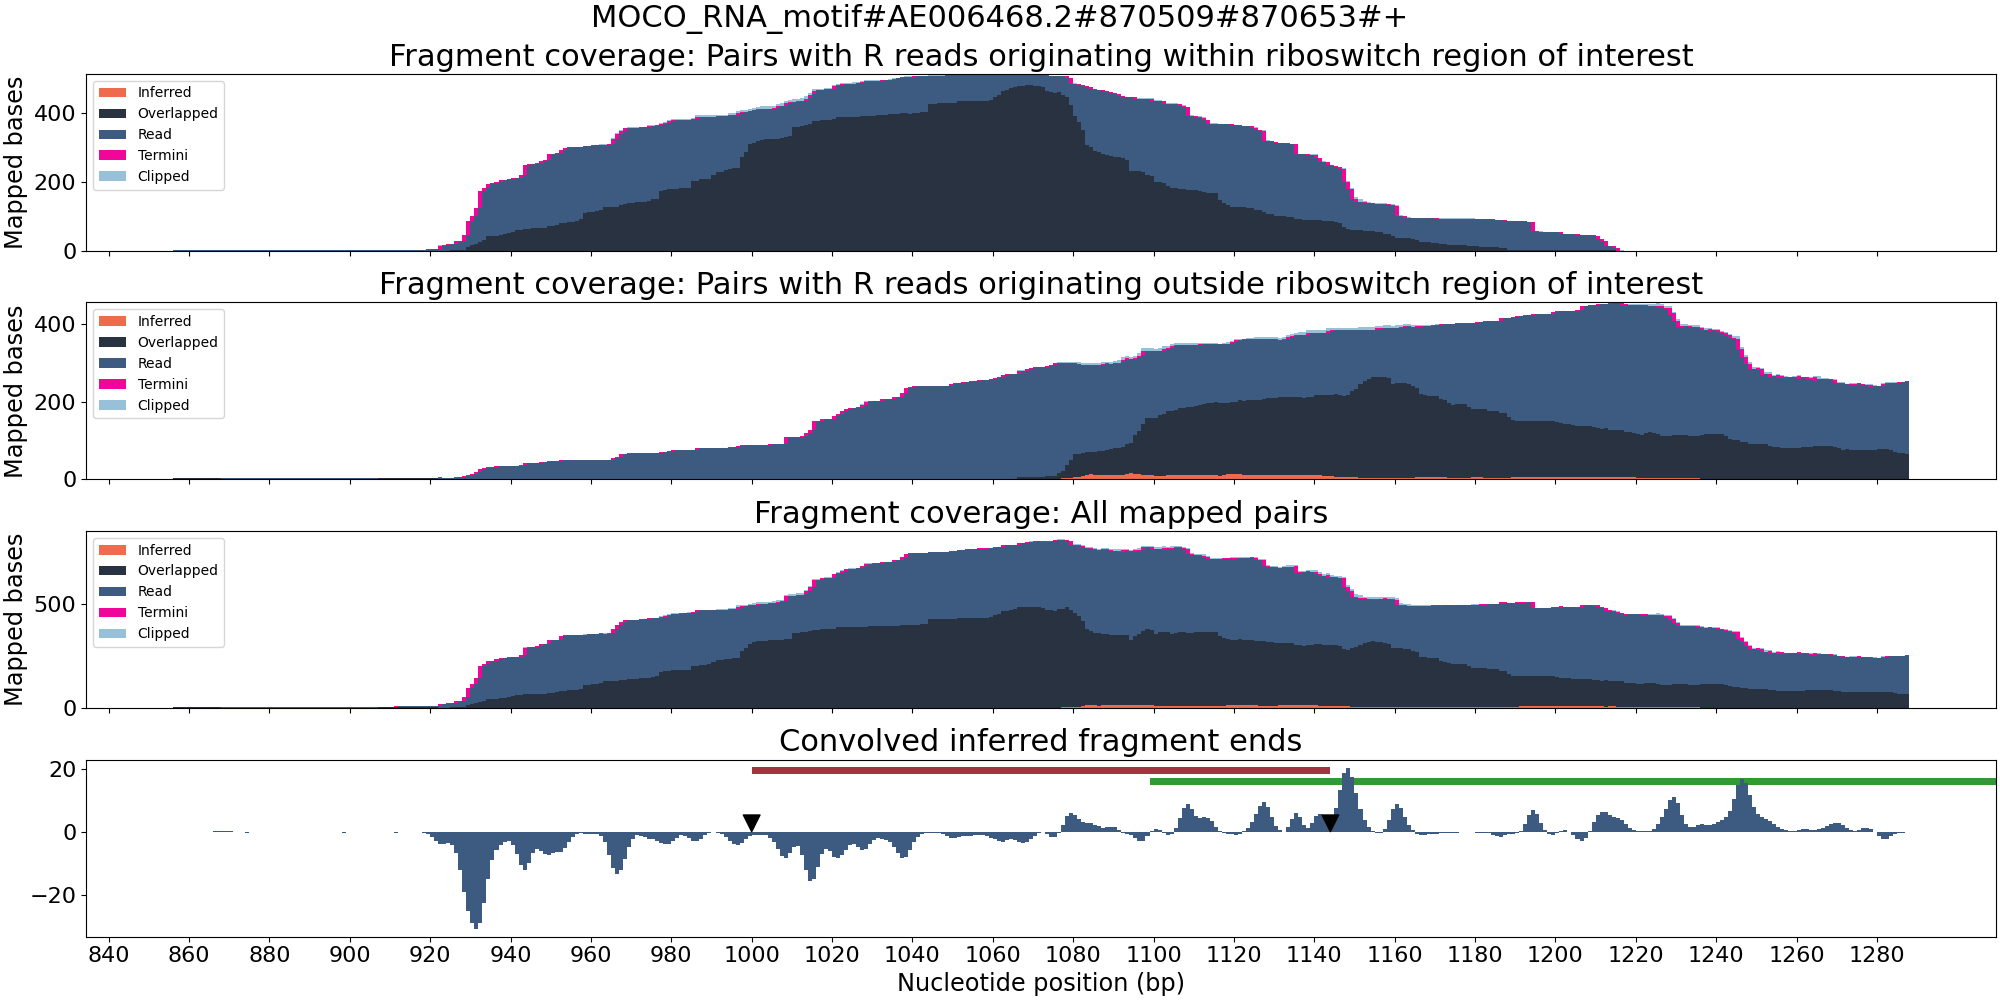 MOCO_RNA_motif#AE006468.2#870509#870653#+
Fragment coverage: Pairs with R reads originating within riboswitch region of interest
Mapped bases
400
200
0
Inferred
Overlapped
Read
Termini
Clipped
Fragment coverage: Pairs with R reads originating outside riboswitch region of interest
Mapped bases
400
200
0
Inferred
Overlapped
Read
Termini
Clipped
Fragment coverage: All mapped pairs
Mapped bases
500
0
Inferred
Overlapped
Read
Termini
Clipped
Convolved inferred fragment ends
20
0
−20
840 860 880 900 920 940 960 980 1000 1020 1040 1060 1080 1100 1120 1140 1160 1180 1200 1220 1240 1260 1280
Nucleotide position (bp)